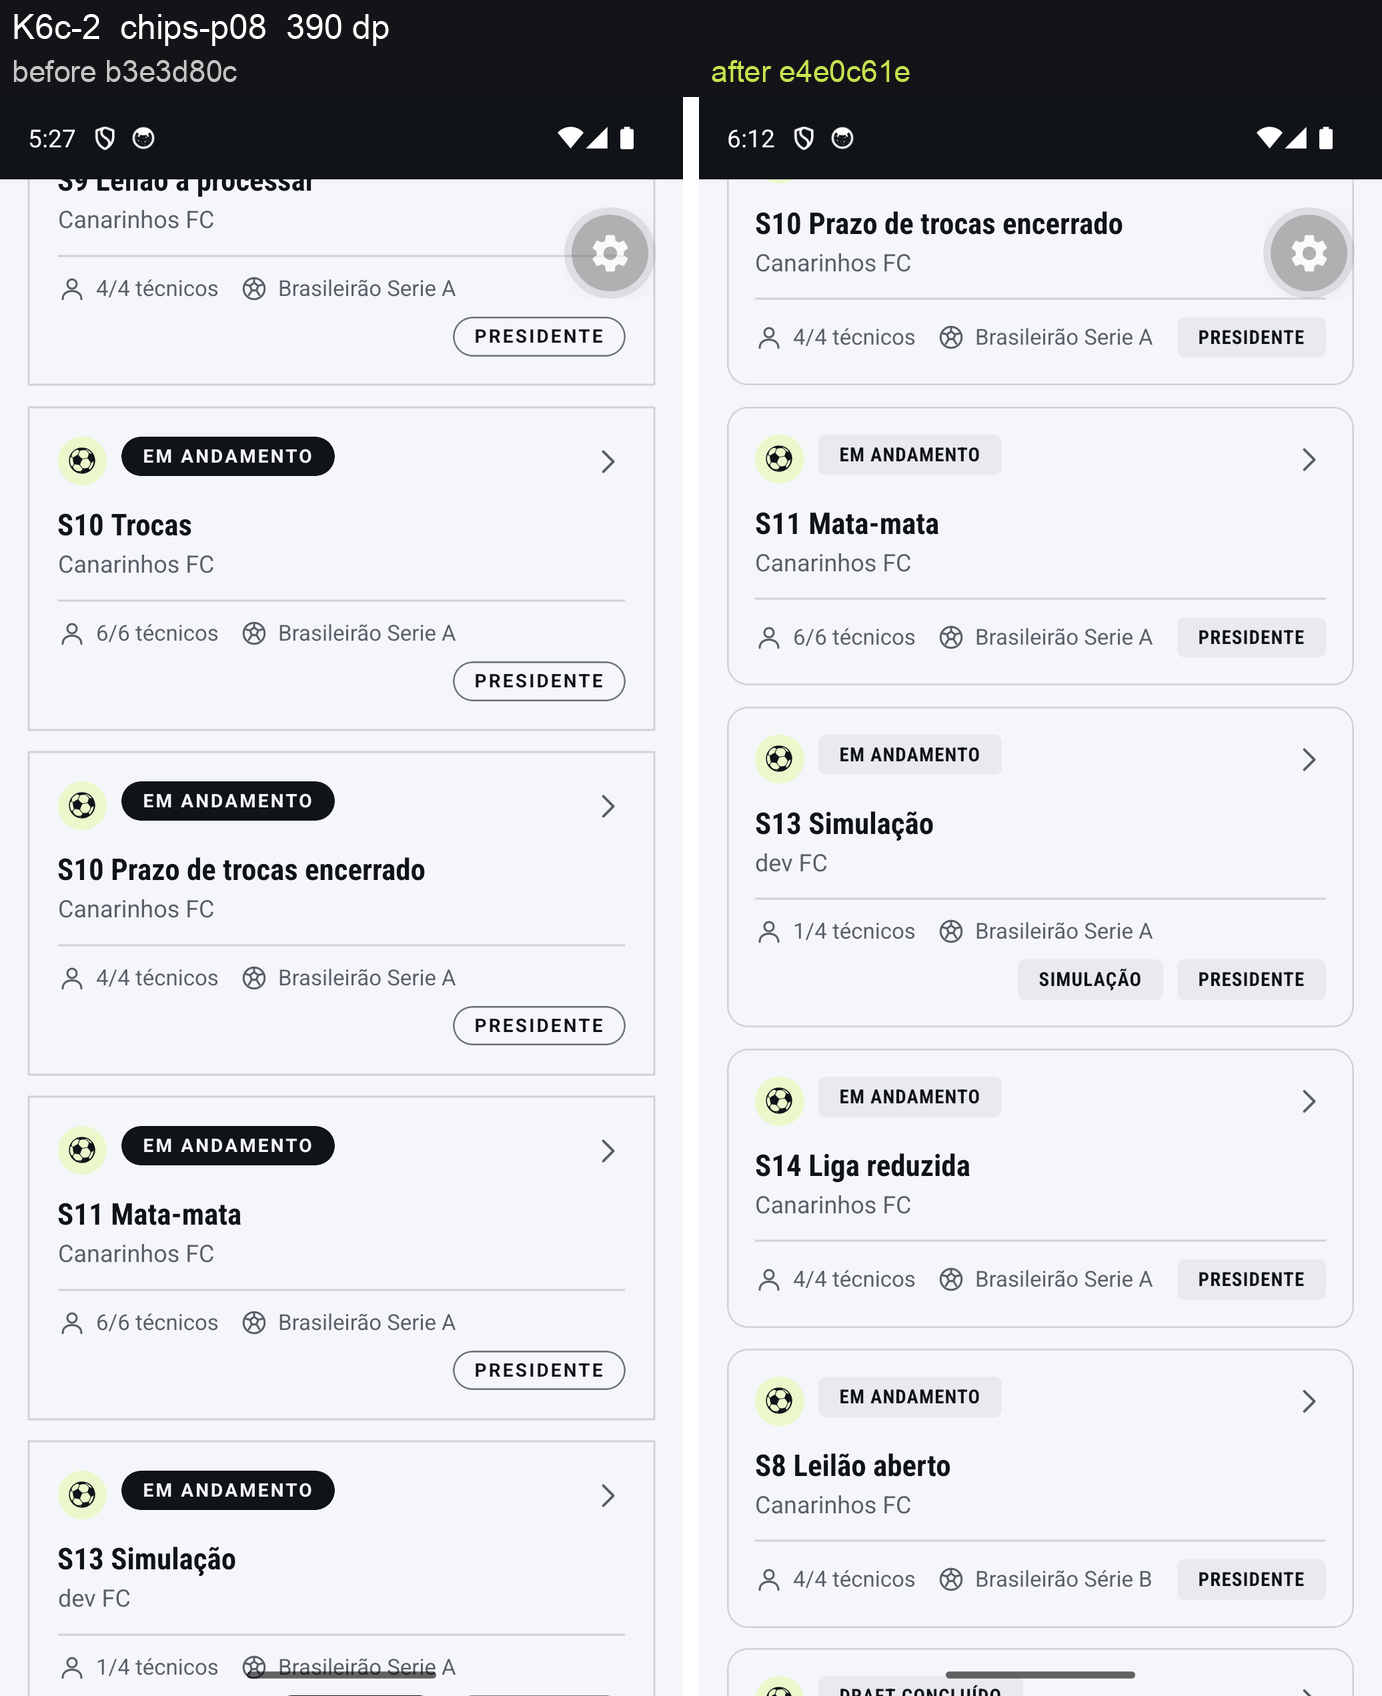 K6c-2 chips-p08 390 dp
before b3e3d80c
5:27
S9 Leilão a processar
Canarinhos FC
4/4 técnicos Brasileirão Serie A
PRESIDENTE
EM ANDAMENTO
S10 Trocas
Canarinhos FC
6/6 técnicos Brasileirão Serie A
PRESIDENTE
EM ANDAMENTO
S10 Prazo de trocas encerrado
Canarinhos FC
4/4 técnicos Brasileirão Serie A
PRESIDENTE
EM ANDAMENTO
S11 Mata-mata
Canarinhos FC
6/6 técnicos Brasileirão Serie A
PRESIDENTE
EM ANDAMENTO
S13 Simulação
dev FC
1/4 técnicos Brasileirão Serie A
after e4e0c61e
6:12
S10 Prazo de trocas encerrado
Canarinhos FC
4/4 técnicos Brasileirão Serie A PRESIDENTE
EM ANDAMENTO
S11 Mata-mata
Canarinhos FC
6/6 técnicos Brasileirão Serie A PRESIDENTE
EM ANDAMENTO
S13 Simulação
dev FC
1/4 técnicos Brasileirão Serie A
SIMULAÇÃO PRESIDENTE
EM ANDAMENTO
S14 Liga reduzida
Canarinhos FC
4/4 técnicos Brasileirão Serie A PRESIDENTE
EM ANDAMENTO
S8 Leilão aberto
Canarinhos FC
4/4 técnicos Brasileirão Série B PRESIDENTE
DRAFT CONCLUÍDO